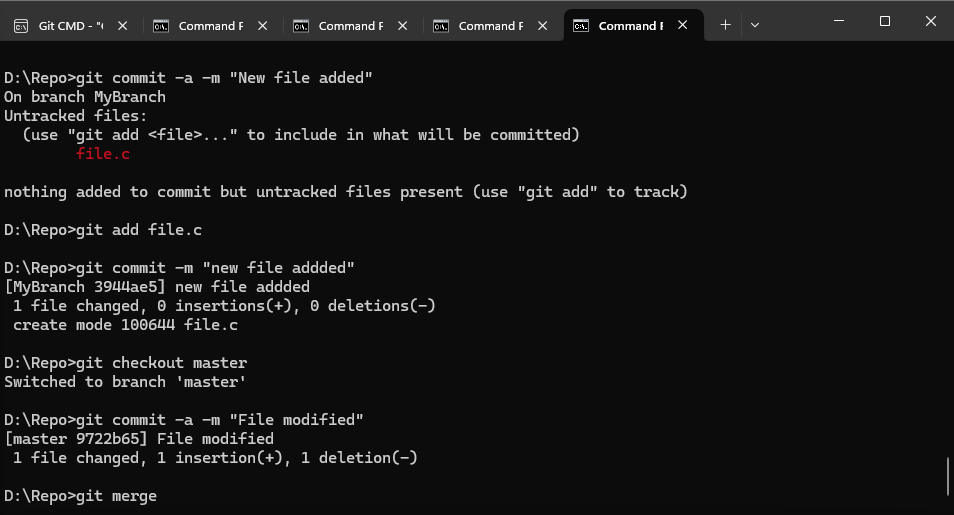 Git CMD - "(
Command F
Command F
Command F
Command F
D:\Repo>git commit -a -m "New file added"
On branch MyBranch
Untracked files:
  (use "git add <file>..." to include in what will be committed)
        file.c
nothing added to commit but untracked files present (use "git add" to track)
D:\Repo>git add file.c
D:\Repo>git commit -m "new file addded"
[MyBranch 3944ae5] new file addded
 1 file changed, 0 insertions(+), 0 deletions(-)
 create mode 100644 file.c
D:\Repo>git checkout master
Switched to branch 'master'
D:\Repo>git commit -a -m "File modified"
[master 9722b65] File modified
 1 file changed, 1 insertion(+), 1 deletion(-)
D:\Repo>git merge